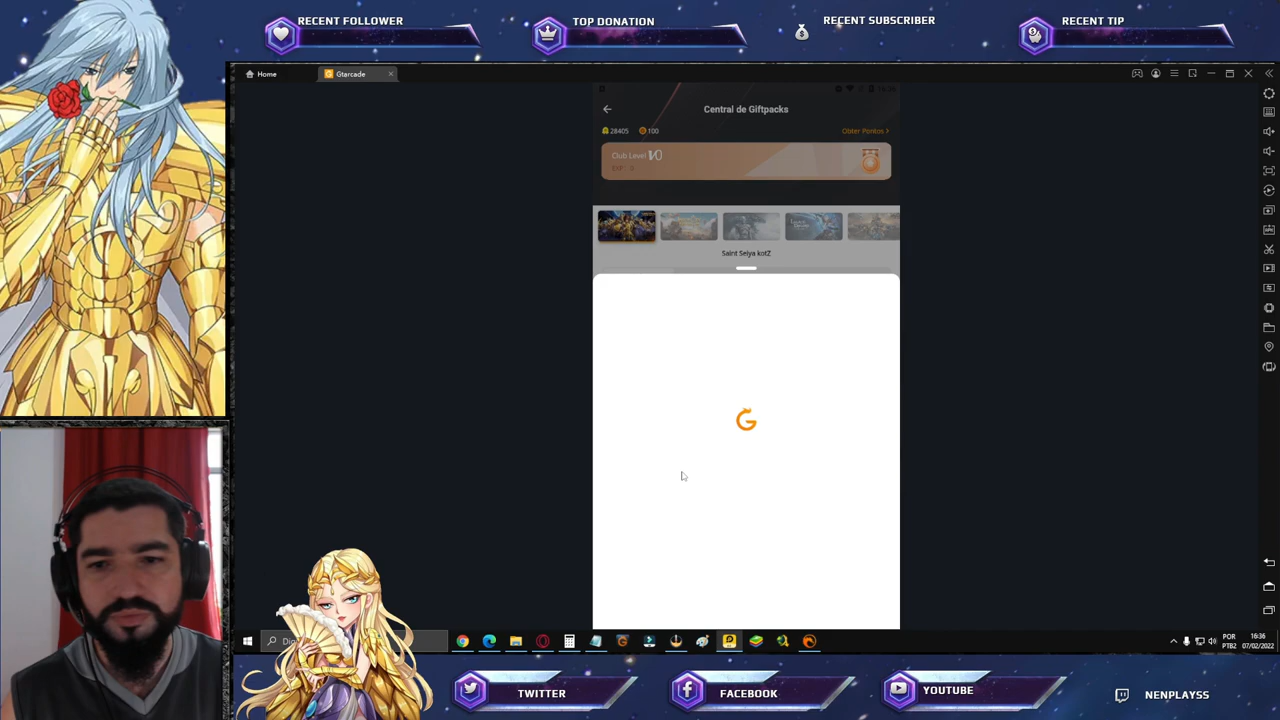 RECENT FOLLOWER
TOP DONATION
RECENT SUBSCRIBER
RECENT TIP
Home
Gtarcade
Central de Giftpacks
28405
100
Obter Pontos >
Club Level V0
Saint Seiya kotZ
POR
PTB2
16:36
07/02/2022
TWITTER
FACEBOOK
YOUTUBE
NENPLAYSS